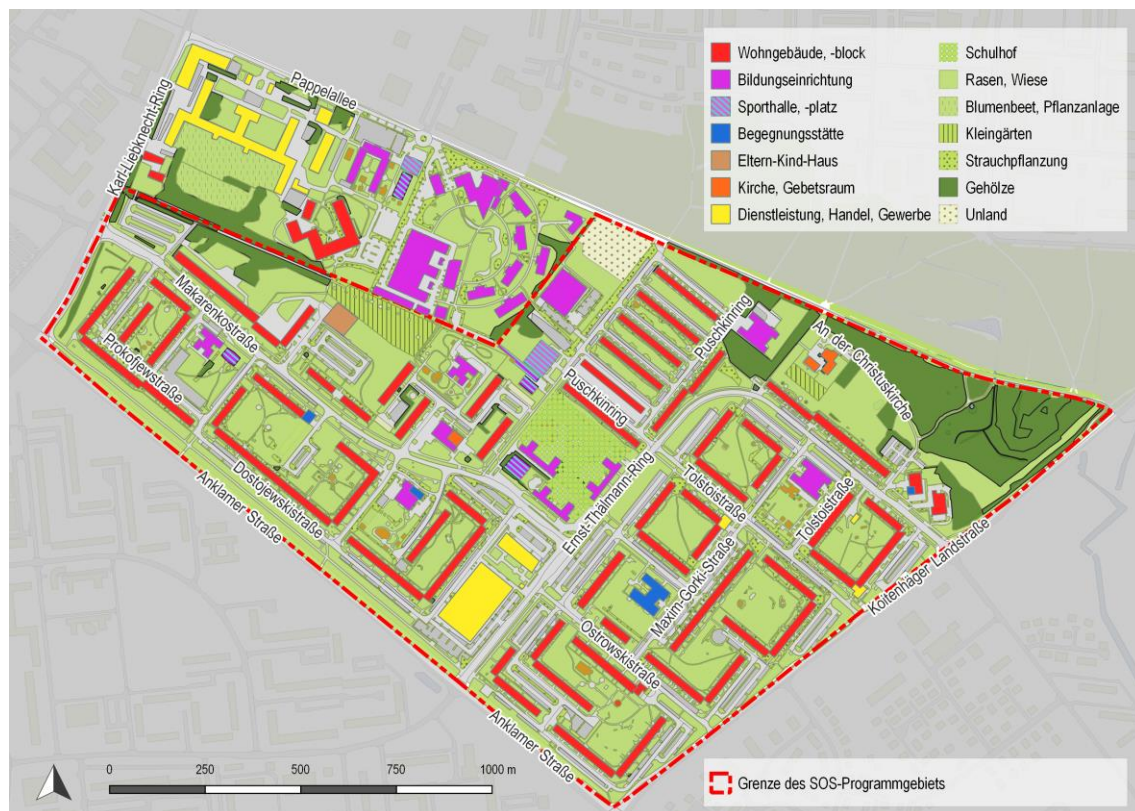 Wohngebäude, -block
Bildungseinrichtung
Sporthalle, -platz
Begegnungsstätte
Eltern-Kind-Haus
Kirche, Gebetsraum
Dienstleistung, Handel, Gewerbe
Schulhof
Rasen, Wiese
Blumenbeet, Pflanzanlage
Kleingärten
Strauchpflanzung
Gehölze
Unland
Pappelallee
Karl-Liebknecht-Ring
Makarenkostraße
Prokofjewstraße
Puschkinring
An der Christuskirche
Puschkinring
Dostojewskistraße
Anklamer Straße
Ernst-Thälmann-Ring
Tolstoistraße
Tolstoistraße
Koitenhäger Landstraße
Maxim-Gorki-Straße
Ostrowskistraße
Anklamer Straße
0 250 500 750 1000 m
Grenze des SOS-Programmgebiets